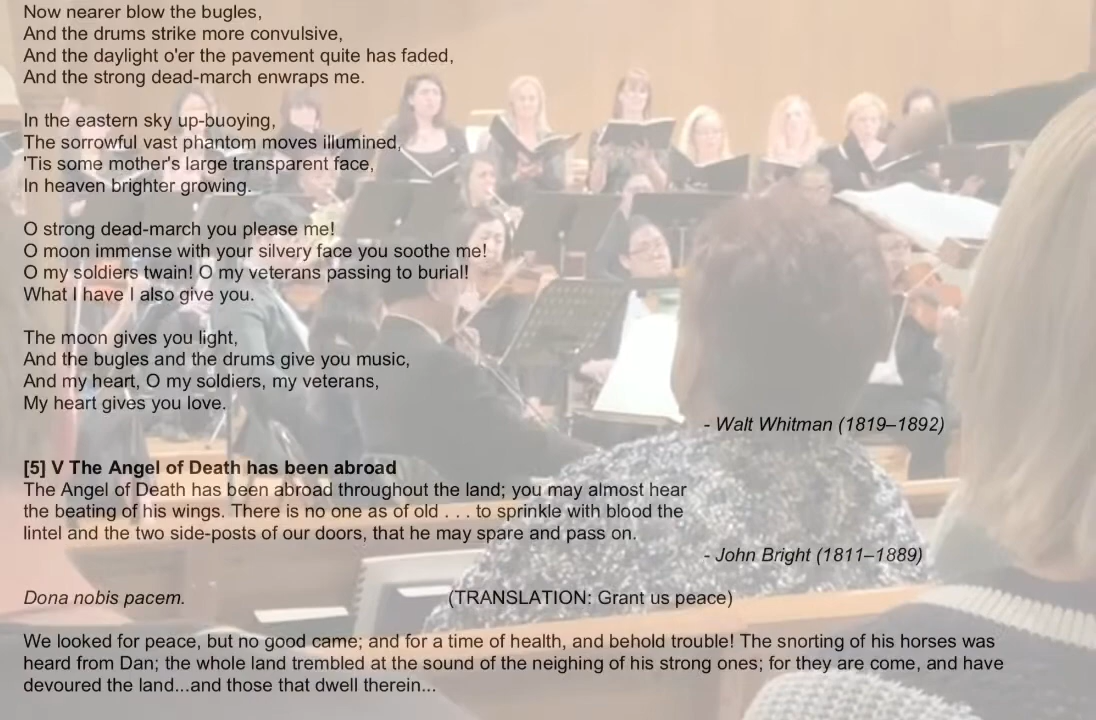 Now nearer blow the bugles,
And the drums strike more convulsive,
And the daylight o'er the pavement quite has faded,
And the strong dead-march enwraps me.
In the eastern sky up-buoying,
The sorrowful vast phantom moves illumined,
'Tis some mother's large transparent face,
In heaven brighter growing.
O strong dead-march you please me!
O moon immense with your silvery face you soothe me!
O my soldiers twain! O my veterans passing to burial!
What I have I also give you.
The moon gives you light,
And the bugles and the drums give you music,
And my heart, O my soldiers, my veterans,
My heart gives you love.
- Walt Whitman (1819–1892)
[5] V The Angel of Death has been abroad
The Angel of Death has been abroad throughout the land; you may almost hear
the beating of his wings. There is no one as of old . . . to sprinkle with blood the
lintel and the two side-posts of our doors, that he may spare and pass on.
- John Bright (1811–1889)
Dona nobis pacem. (TRANSLATION: Grant us peace)
We looked for peace, but no good came; and for a time of health, and behold trouble! The snorting of his horses was
heard from Dan; the whole land trembled at the sound of the neighing of his strong ones; for they are come, and have
devoured the land...and those that dwell therein...